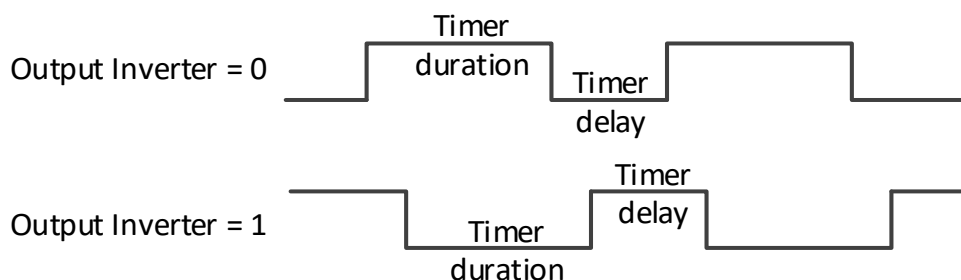 Timer
duration
Output Inverter = 0
Timer
delay
Timer
delay
Output Inverter = 1
Timer
duration